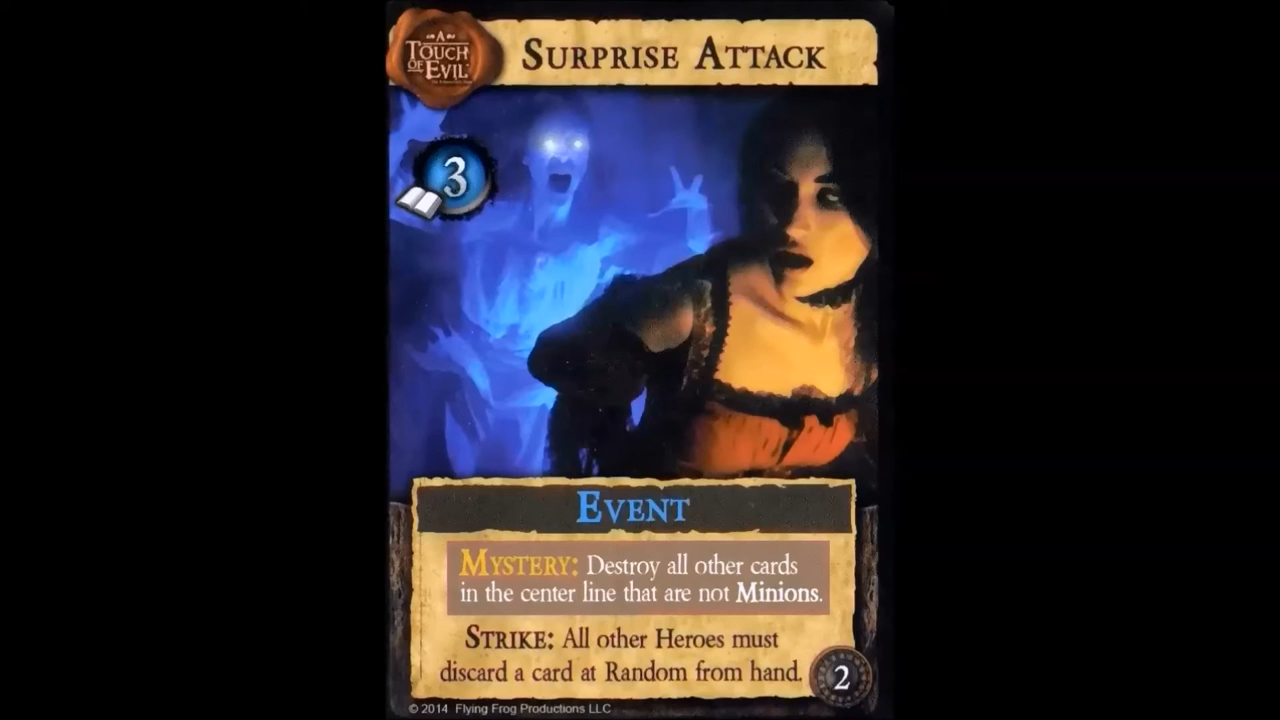 A
TOUCH
OF EVIL
SURPRISE ATTACK
3
EVENT
MYSTERY: Destroy all other cards
in the center line that are not Minions.
STRIKE: All other Heroes must
discard a card at Random from hand.
2
© 2014 Flying Frog Productions LLC